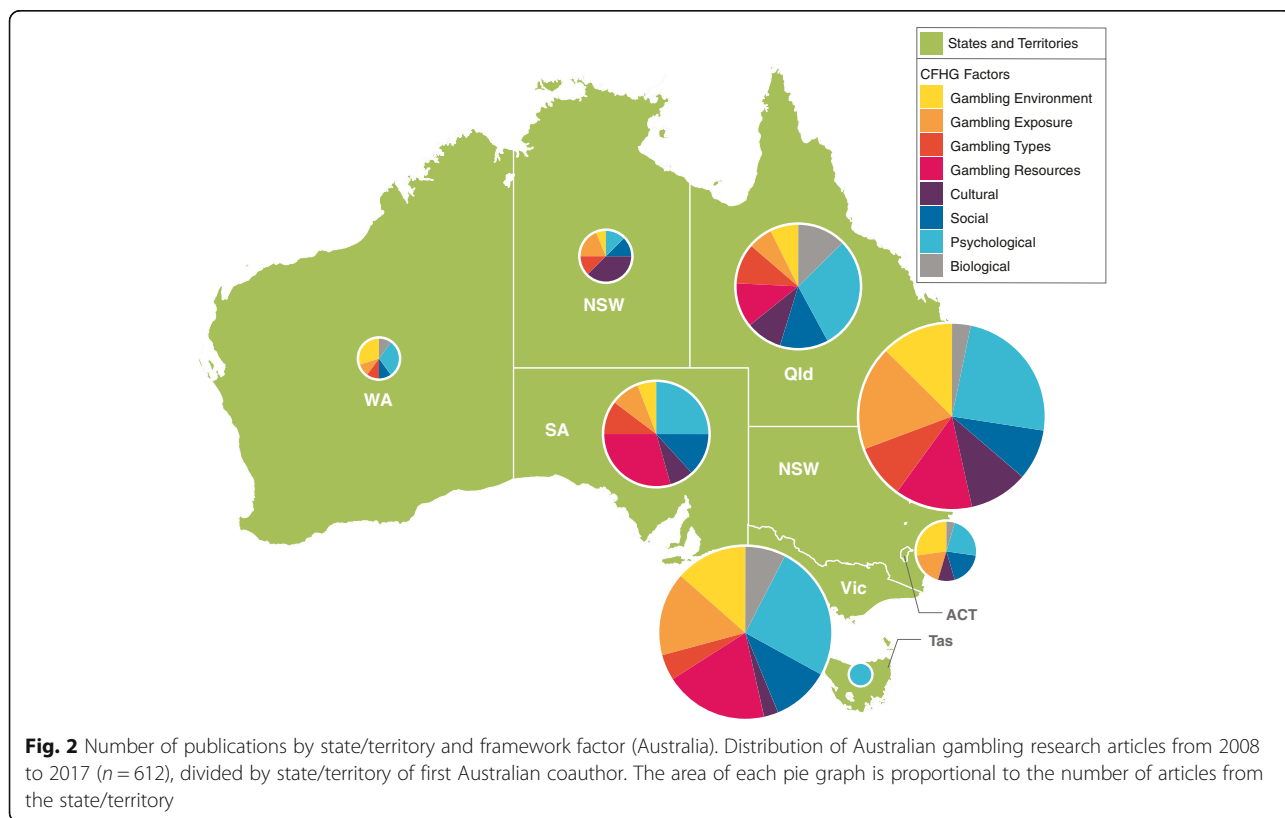 States and Territories
CFHG Factors
Gambling Environment
Gambling Exposure
Gambling Types
Gambling Resources
Cultural
Social
Psychological
Biological
NSW
Qld
WA
SA
NSW
Vic
ACT
Tas
Fig. 2 Number of publications by state/territory and framework factor (Australia). Distribution of Australian gambling research articles from 2008
to 2017 (n = 612), divided by state/territory of first Australian coauthor. The area of each pie graph is proportional to the number of articles from
the state/territory